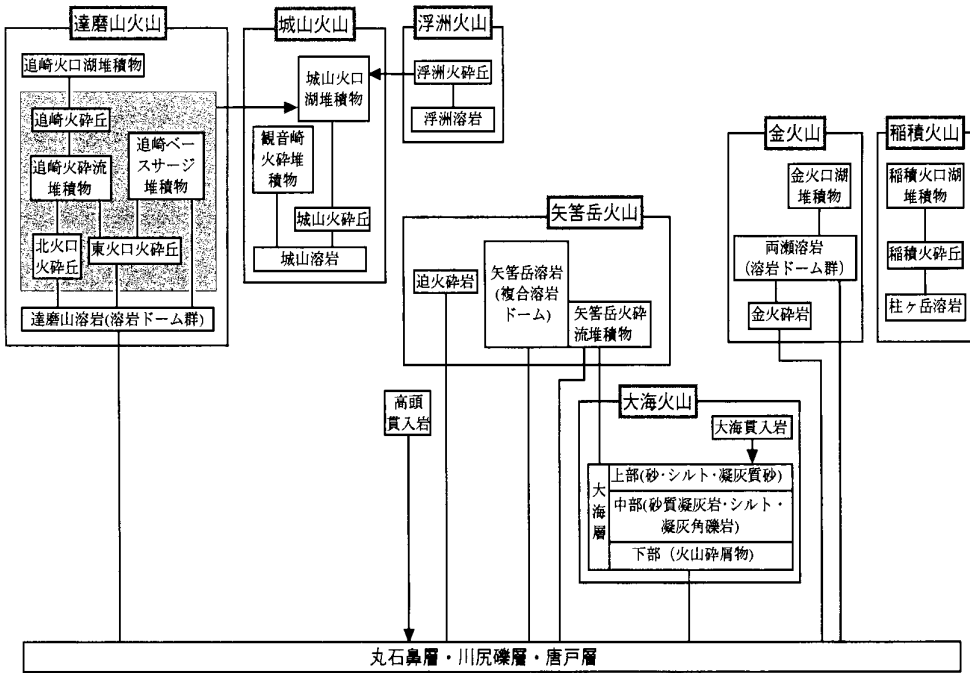 達磨山火山
追崎火口湖堆積物
追崎火砕丘
追崎ベー
スサージ
堆積物
追崎火砕流
堆積物
北火口
火砕丘
東火口火砕丘
達磨山溶岩(溶岩ドーム群)
城山火山
城山火口
湖堆積物
観音崎
火砕堆
積物
城山火砕丘
城山溶岩
浮洲火山
浮洲火砕丘
浮洲溶岩
矢筈岳火山
追火砕岩
矢筈岳溶岩
(複合溶岩
ドーム)
矢筈岳火砕
流堆積物
金火山
金火口湖
堆積物
両瀬溶岩
(溶岩ドーム群)
金火砕岩
稲積火山
稲積火口湖
堆積物
稲積火砕丘
柱ヶ岳溶岩
高頭
貫入岩
大海火山
大海貫入岩
大海層
上部(砂・シルト・凝灰質砂)
中部(砂質凝灰岩・シルト・
凝灰角礫岩)
下部(火山砕屑物)
丸石鼻層・川尻礫層・唐戸層